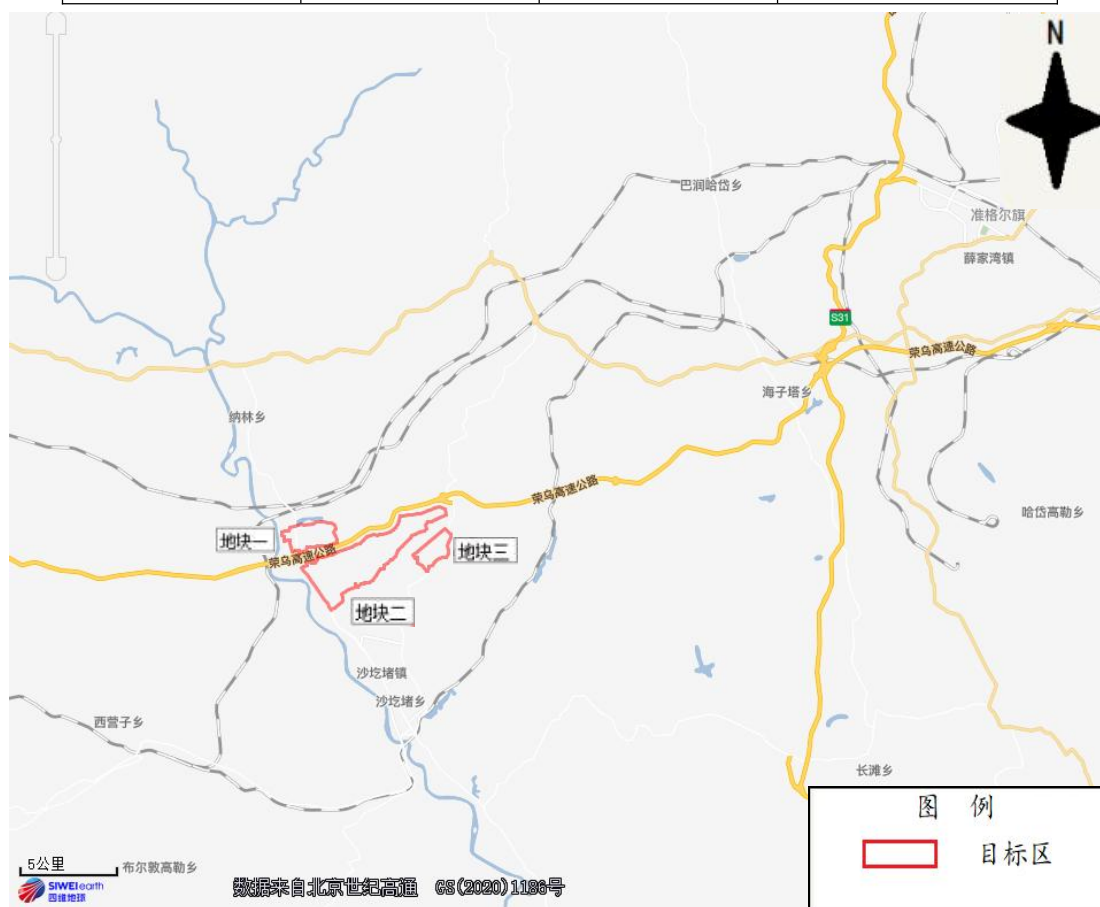 N
巴润哈岱乡
准格尔旗
薛家湾镇
S31
荣乌高速公路
海子塔乡
纳林乡
荣乌高速公路
哈岱高勒乡
地块一
荣乌高速公路
地块三
地块二
沙圪堵镇
沙圪堵乡
西营子乡
长滩乡
图 例
目标区
5公里
布尔敦高勒乡
SIWEI earth
四维地球
数据来自北京世纪高通 GS(2020)1186号